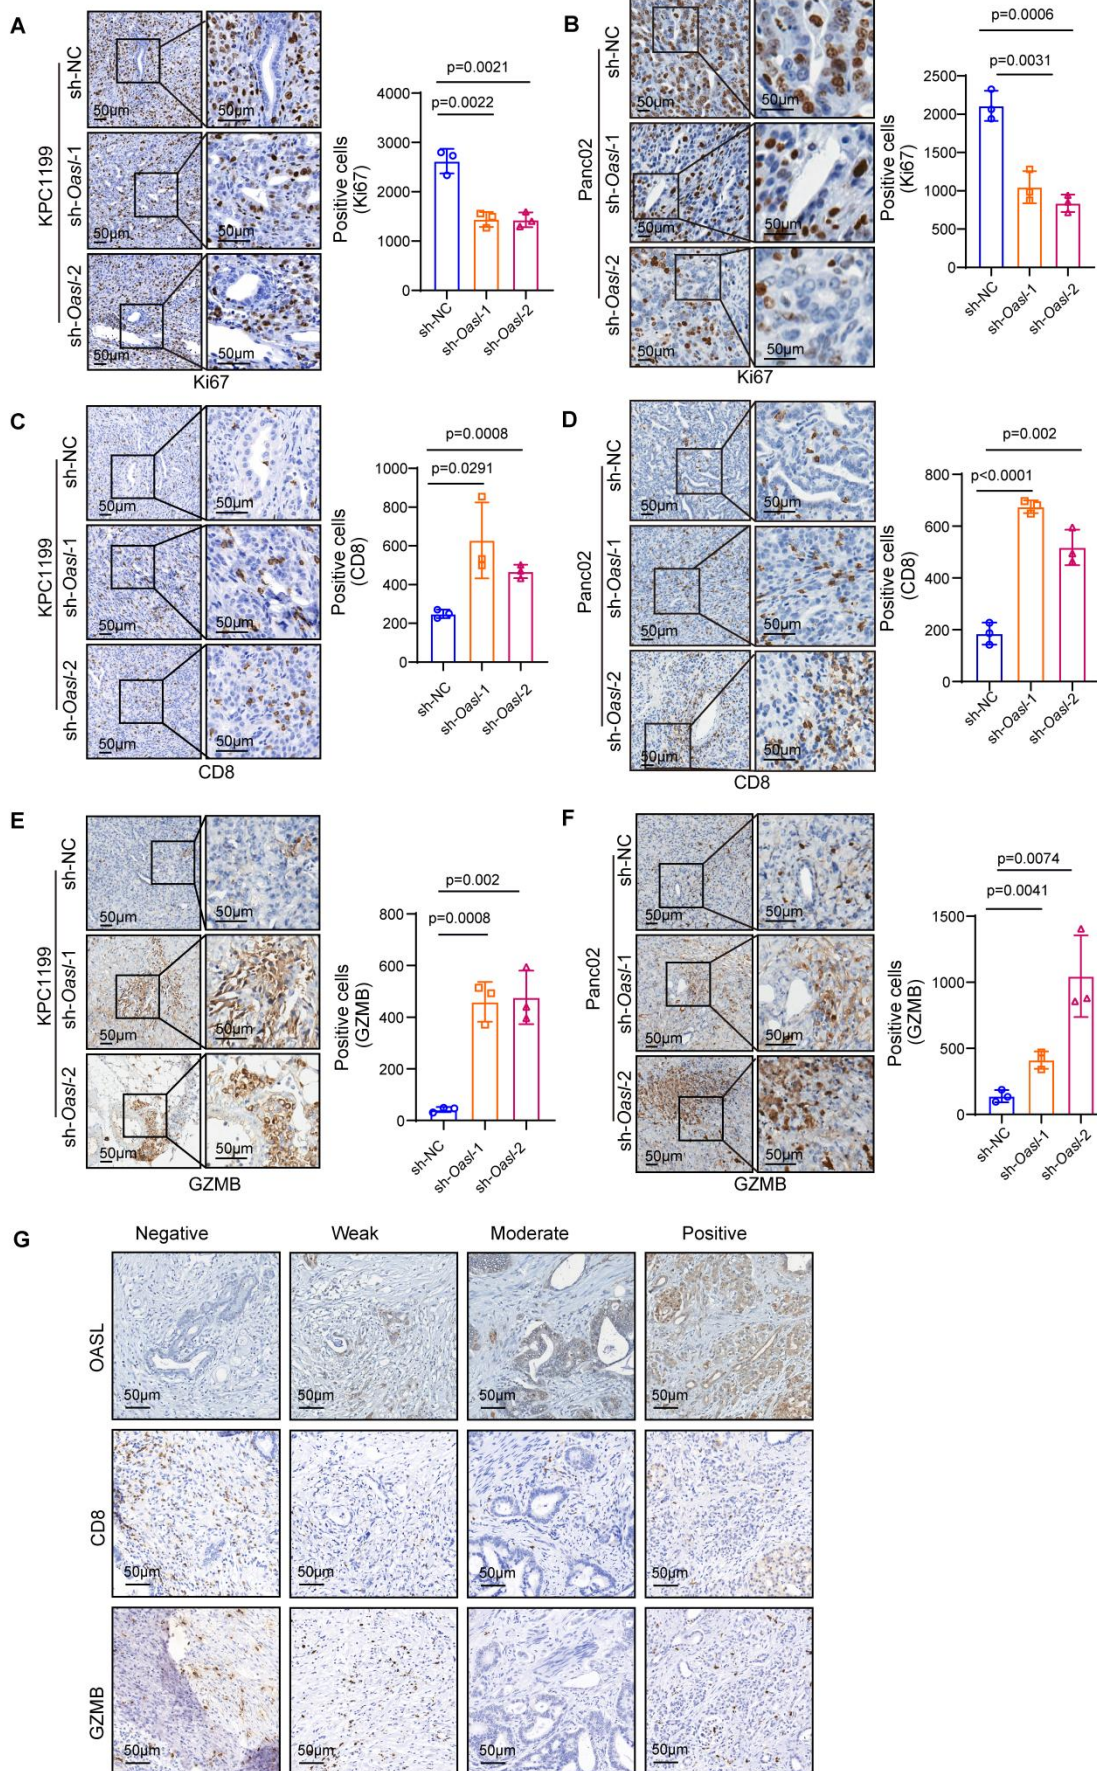 A
KPC1199
sh-NC
sh-Oasl-1
sh-Oasl-2
50μm
50μm
50μm
50μm
50μm
50μm
Ki67
Positive cells
(Ki67)
p=0.0021
p=0.0022
4000
3000
2000
1000
0
sh-NC
sh-Oasl-1
sh-Oasl-2
B
Panc02
sh-NC
sh-Oasl-1
sh-Oasl-2
50μm
50μm
50μm
50μm
50μm
50μm
Ki67
Positive cells
(Ki67)
p=0.0006
p=0.0031
2500
2000
1500
1000
500
0
sh-NC
sh-Oasl-1
sh-Oasl-2
C
KPC1199
sh-NC
sh-Oasl-1
sh-Oasl-2
50μm
50μm
50μm
50μm
50μm
50μm
CD8
Positive cells
(CD8)
p=0.0008
p=0.0291
1000
800
600
400
200
0
sh-NC
sh-Oasl-1
sh-Oasl-2
D
Panc02
sh-NC
sh-Oasl-1
sh-Oasl-2
50μm
50μm
50μm
50μm
50μm
50μm
CD8
Positive cells
(CD8)
p=0.002
p<0.0001
800
600
400
200
0
sh-NC
sh-Oasl-1
sh-Oasl-2
E
KPC1199
sh-NC
sh-Oasl-1
sh-Oasl-2
50μm
50μm
50μm
50μm
50μm
50μm
GZMB
Positive cells
(GZMB)
p=0.002
p=0.0008
800
600
400
200
0
sh-NC
sh-Oasl-1
sh-Oasl-2
F
Panc02
sh-NC
sh-Oasl-1
sh-Oasl-2
50μm
50μm
50μm
50μm
50μm
50μm
GZMB
Positive cells
(GZMB)
p=0.0074
p=0.0041
1500
1000
500
0
sh-NC
sh-Oasl-1
sh-Oasl-2
G
Negative
Weak
Moderate
Positive
OASL
50μm
50μm
50μm
50μm
CD8
50μm
50μm
50μm
50μm
GZMB
50μm
50μm
50μm
50μm